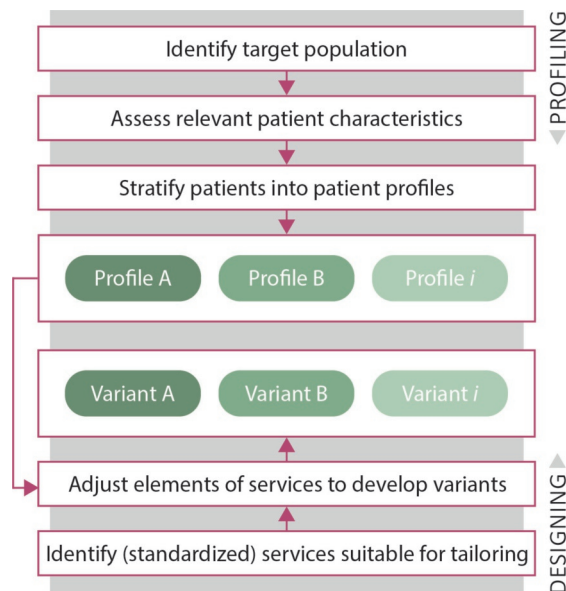 Identify target population
Assess relevant patient characteristics
Stratify patients into patient profiles
Profile A
Profile B
Profile i
Variant A
Variant B
Variant i
Adjust elements of services to develop variants
Identify (standardized) services suitable for tailoring
PROFILING
DESIGNING